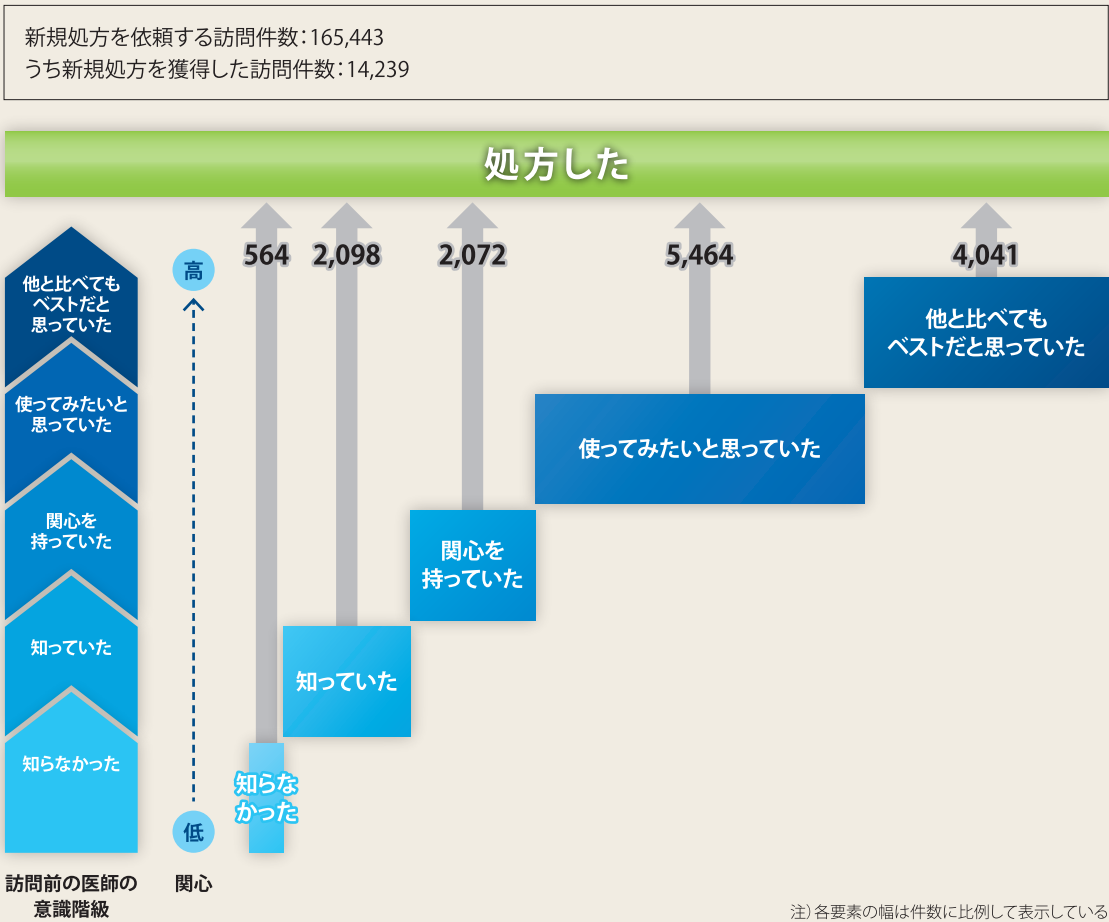 新規処方を依頼する訪問件数：165,443
うち新規処方を獲得した訪問件数：14,239
処方した
564
2,098
2,072
5,464
4,041
他と比べても
ベストだと
思っていた
使ってみたいと
思っていた
関心を
持っていた
知っていた
知らなかった
訪問前の医師の
意識階級
高
低
関心
他と比べても
ベストだと思っていた
使ってみたいと思っていた
関心を
持っていた
知っていた
知らな
かった
注）各要素の幅は件数に比例して表示している